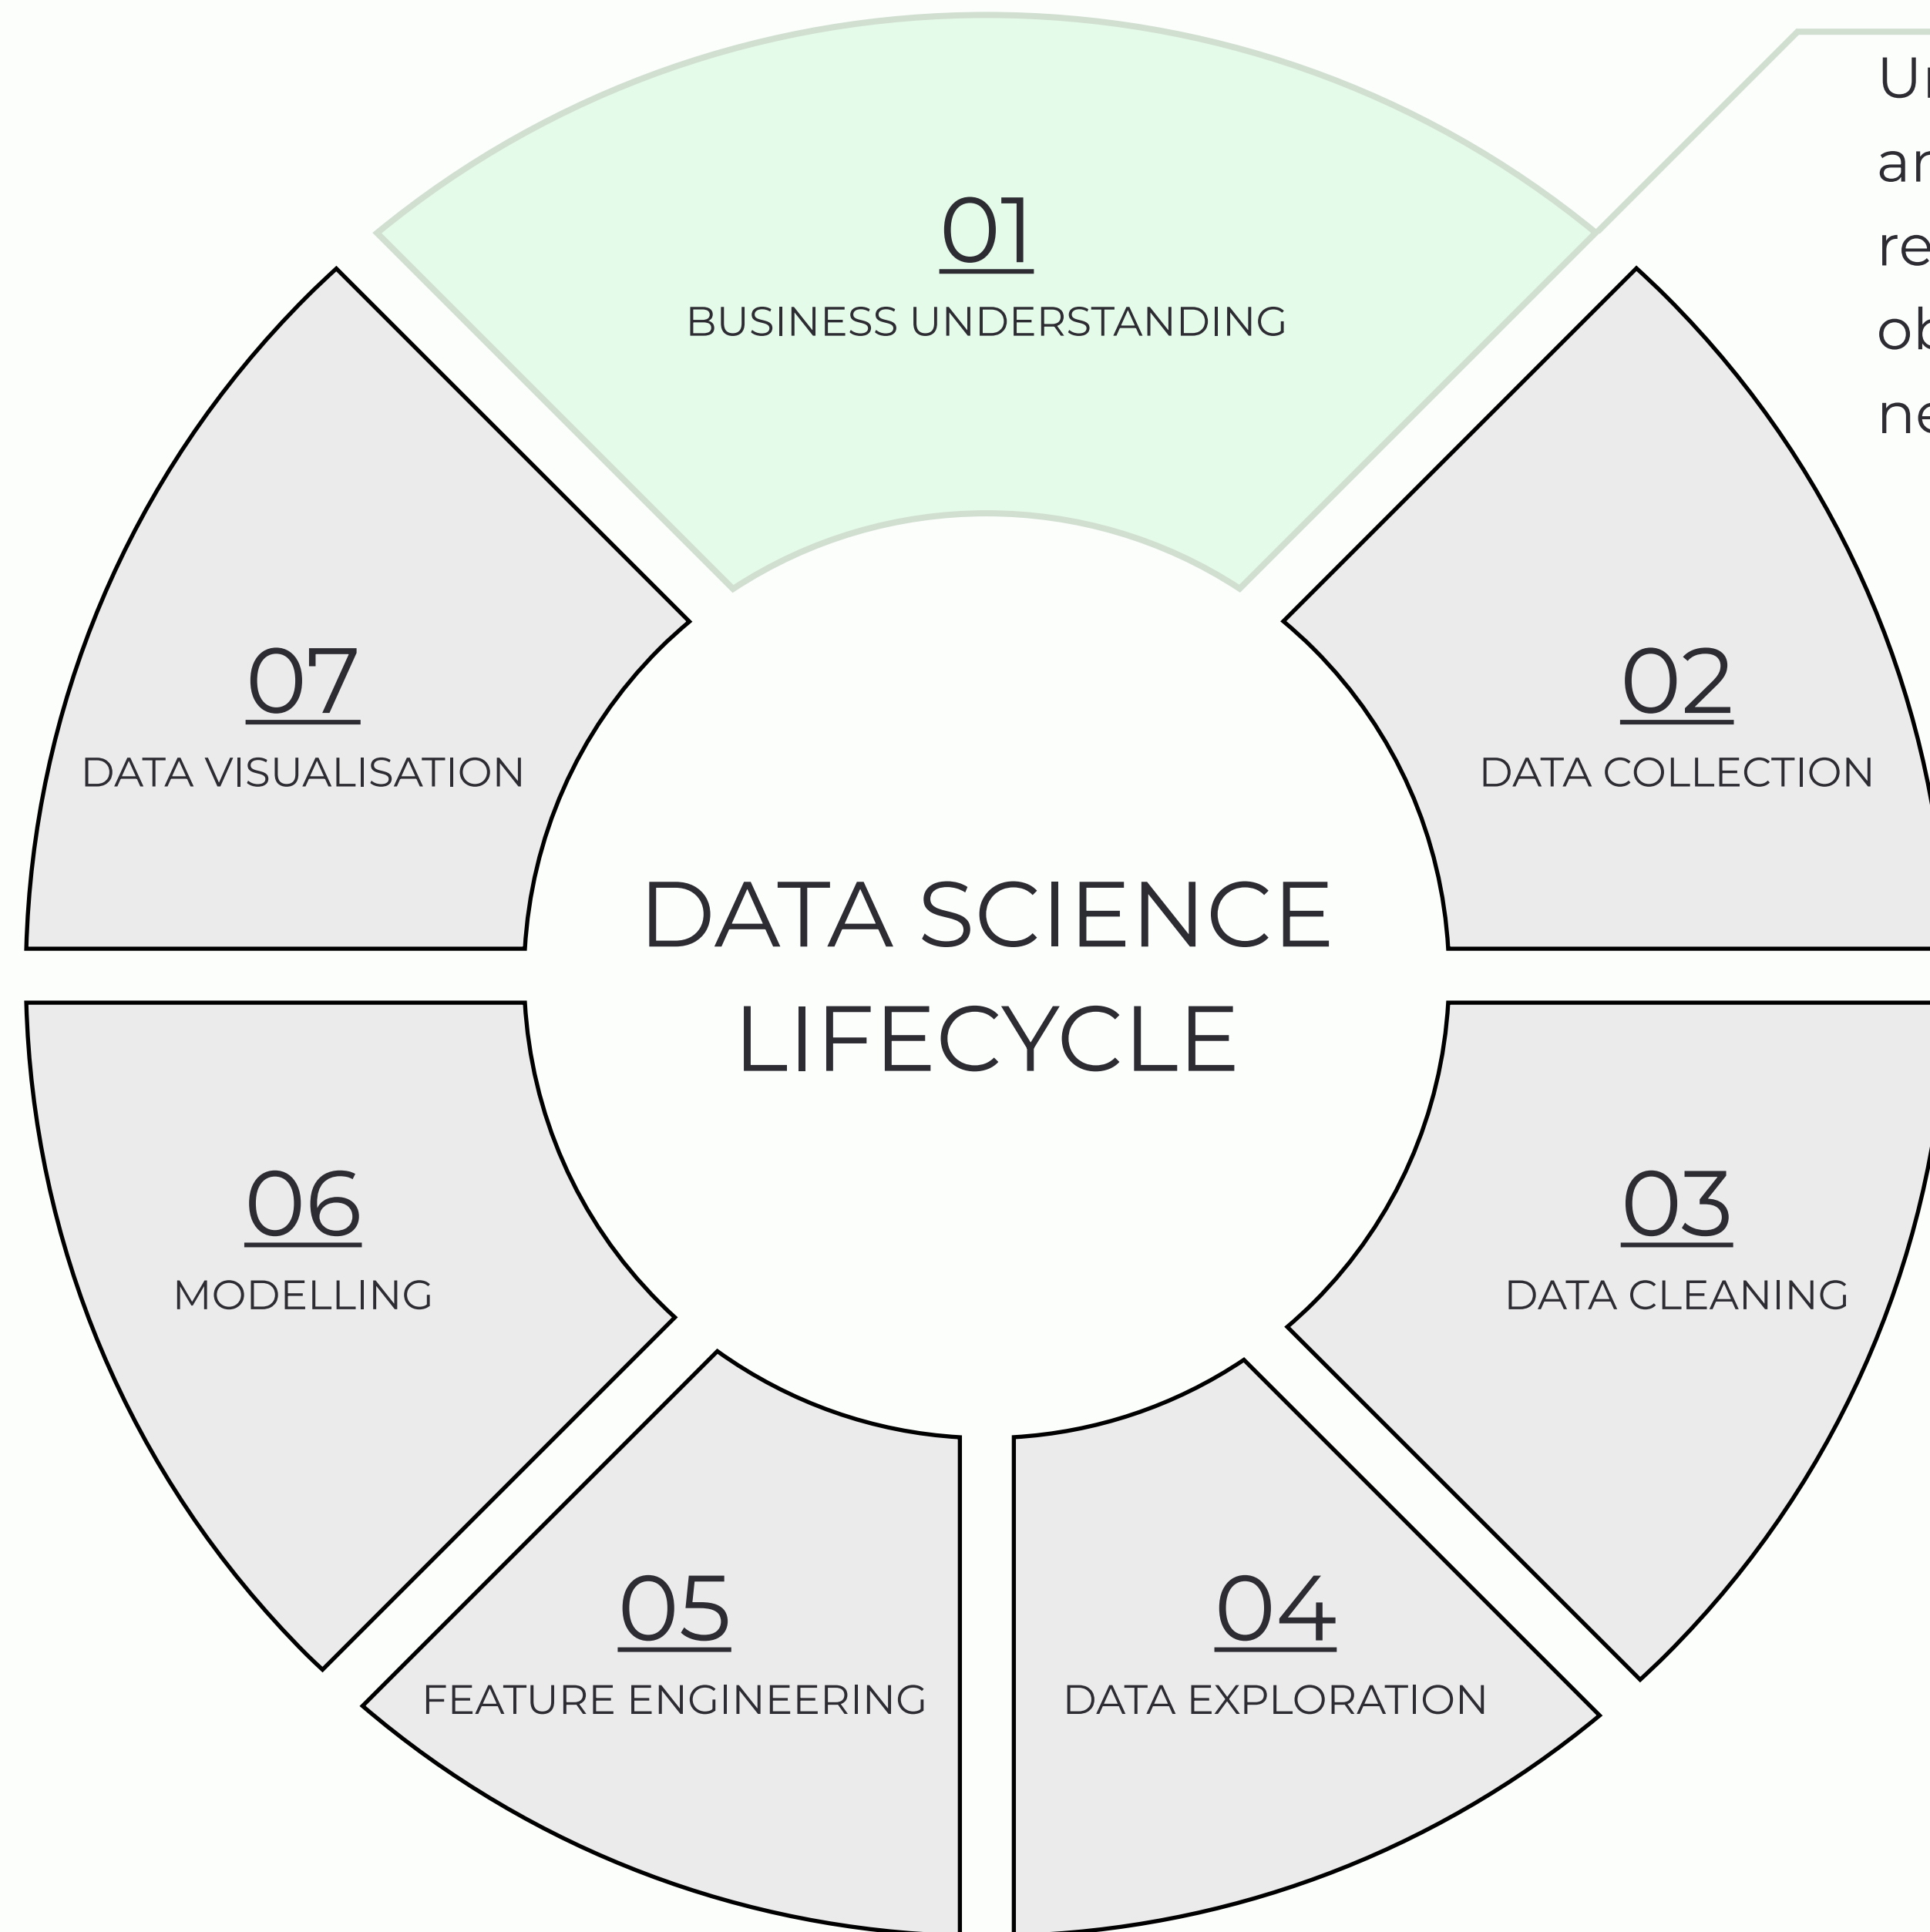 01
BUSINESS UNDERSTANDING
02
DATA COLLECTION
03
DATA CLEANING
04
DATA EXPLORATION
05
FEATURE ENGINEERING
06
MODELLING
07
DATA VISUALISATION
DATA SCIENCE
LIFECYCLE